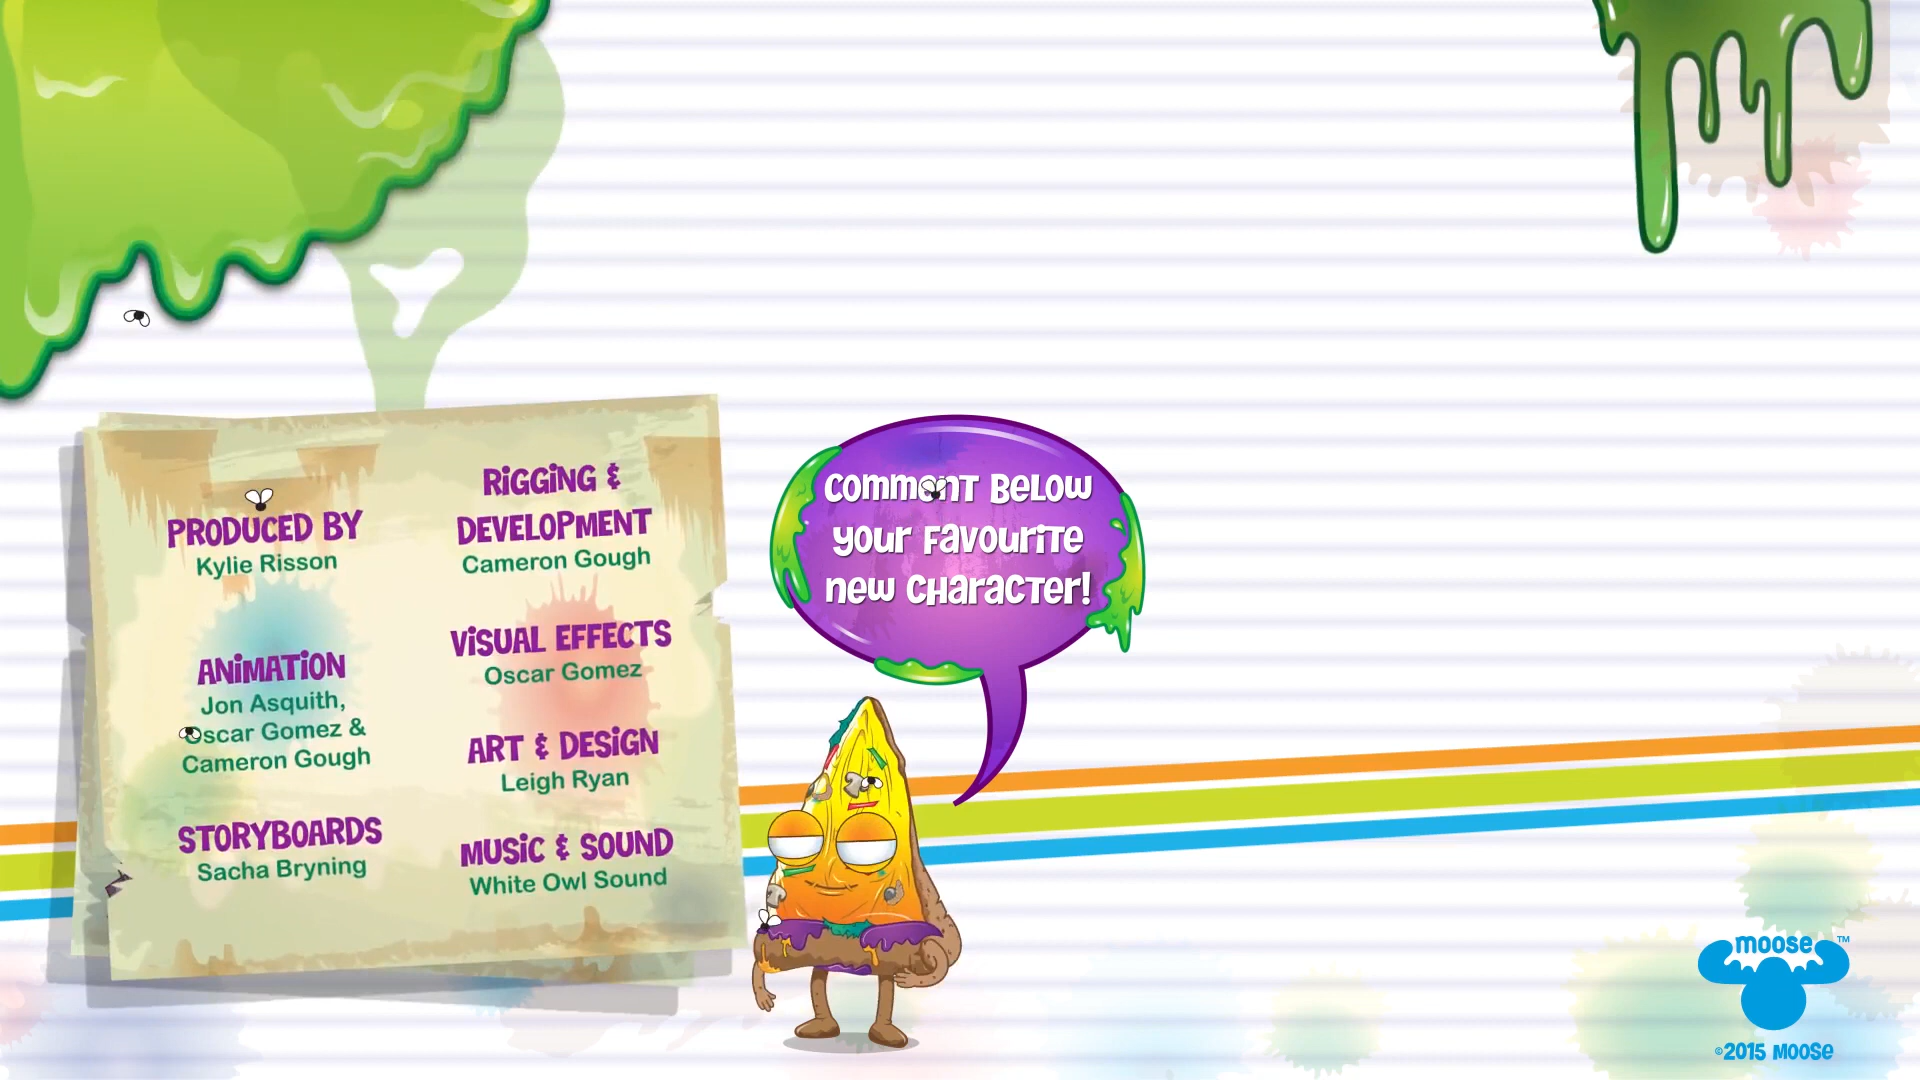 PRODUCED BY
Kylie Risson
ANiMATiON
Jon Asquith,
Oscar Gomez &
Cameron Gough
STORYBOARDS
Sacha Bryning
RiGGiNG &
DEVELOPMENT
Cameron Gough
ViSUAL EFFECTS
Oscar Gomez
ART & DESiGN
Leigh Ryan
MUSiC & SOUND
White Owl Sound
Comment Below
your Favourite
new Character!
moose™
©2015 MOOSE